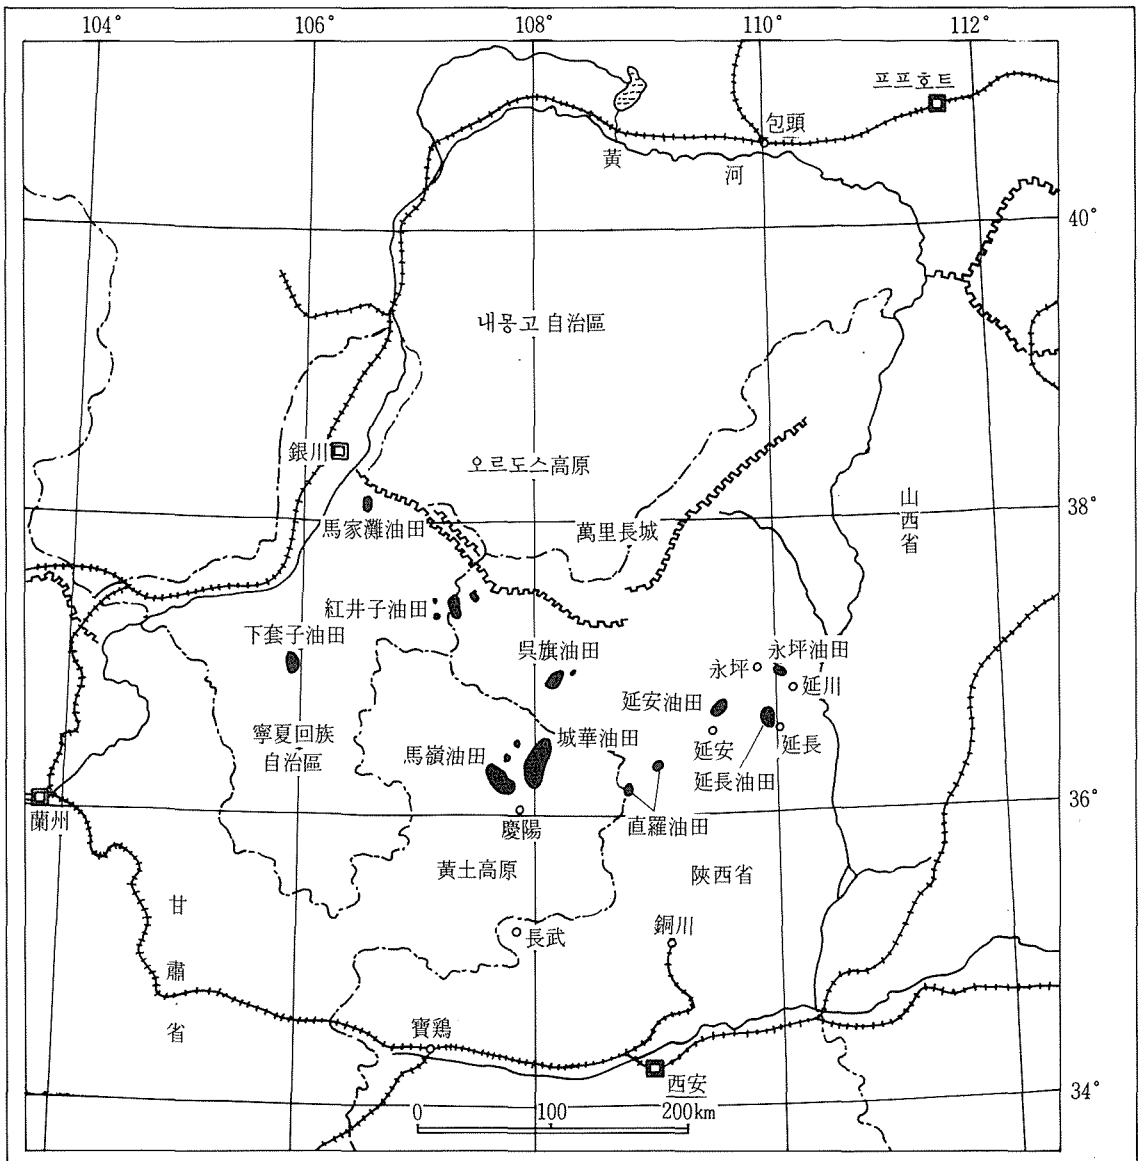 104°
106°
108°
110°
112°
프프호트
包頭
黃
河
40°
내몽고 自治區
銀川
오르도스高原
馬家灘油田
萬里長城
38°
山
西
省
紅井子油田
下套子油田
吳旗油田
永坪油田
永坪
延川
延安油田
寧夏回族
自治區
馬嶺油田
城華油田
延安
延長
延長油田
蘭州
慶陽
直羅油田
36°
黃土高原
陝西省
甘
肅
省
長武
銅川
寶鷄
西安
34°
0
100
200km